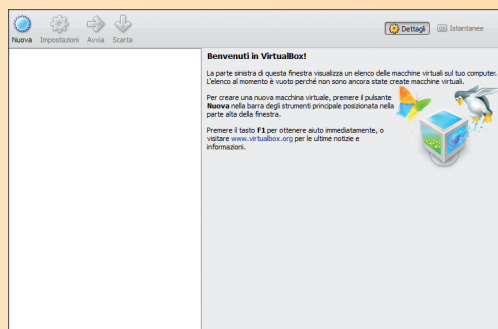 Nuova Impostazioni Avvia Scarta Dettagli Istantanee
Benvenuti in VirtualBox!
La parte sinistra di questa finestra visualizza un elenco delle macchine virtuali sul tuo computer.
L'elenco al momento è vuoto perché non sono ancora state create macchine virtuali.
Per creare una nuova macchina virtuale, premere il pulsante
Nuova nella barra degli strumenti principale posizionata nella
parte alta della finestra.
Premere il tasto F1 per ottenere aiuto immediatamente, o
visitare www.virtualbox.org per le ultime notizie e
informazioni.